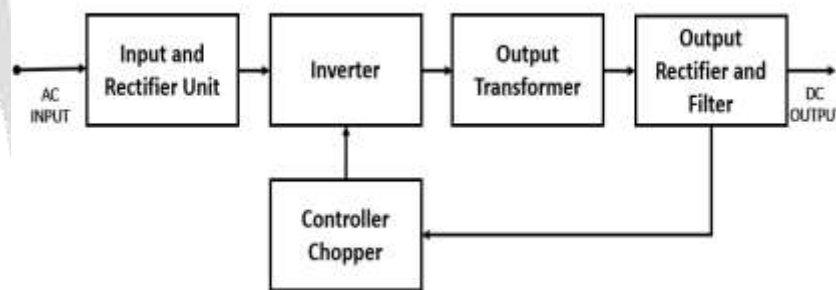 Input and
Rectifier Unit
Inverter
Output
Transformer
Output
Rectifier and
Filter
AC
INPUT
DC
OUTPU
Controller
Chopper